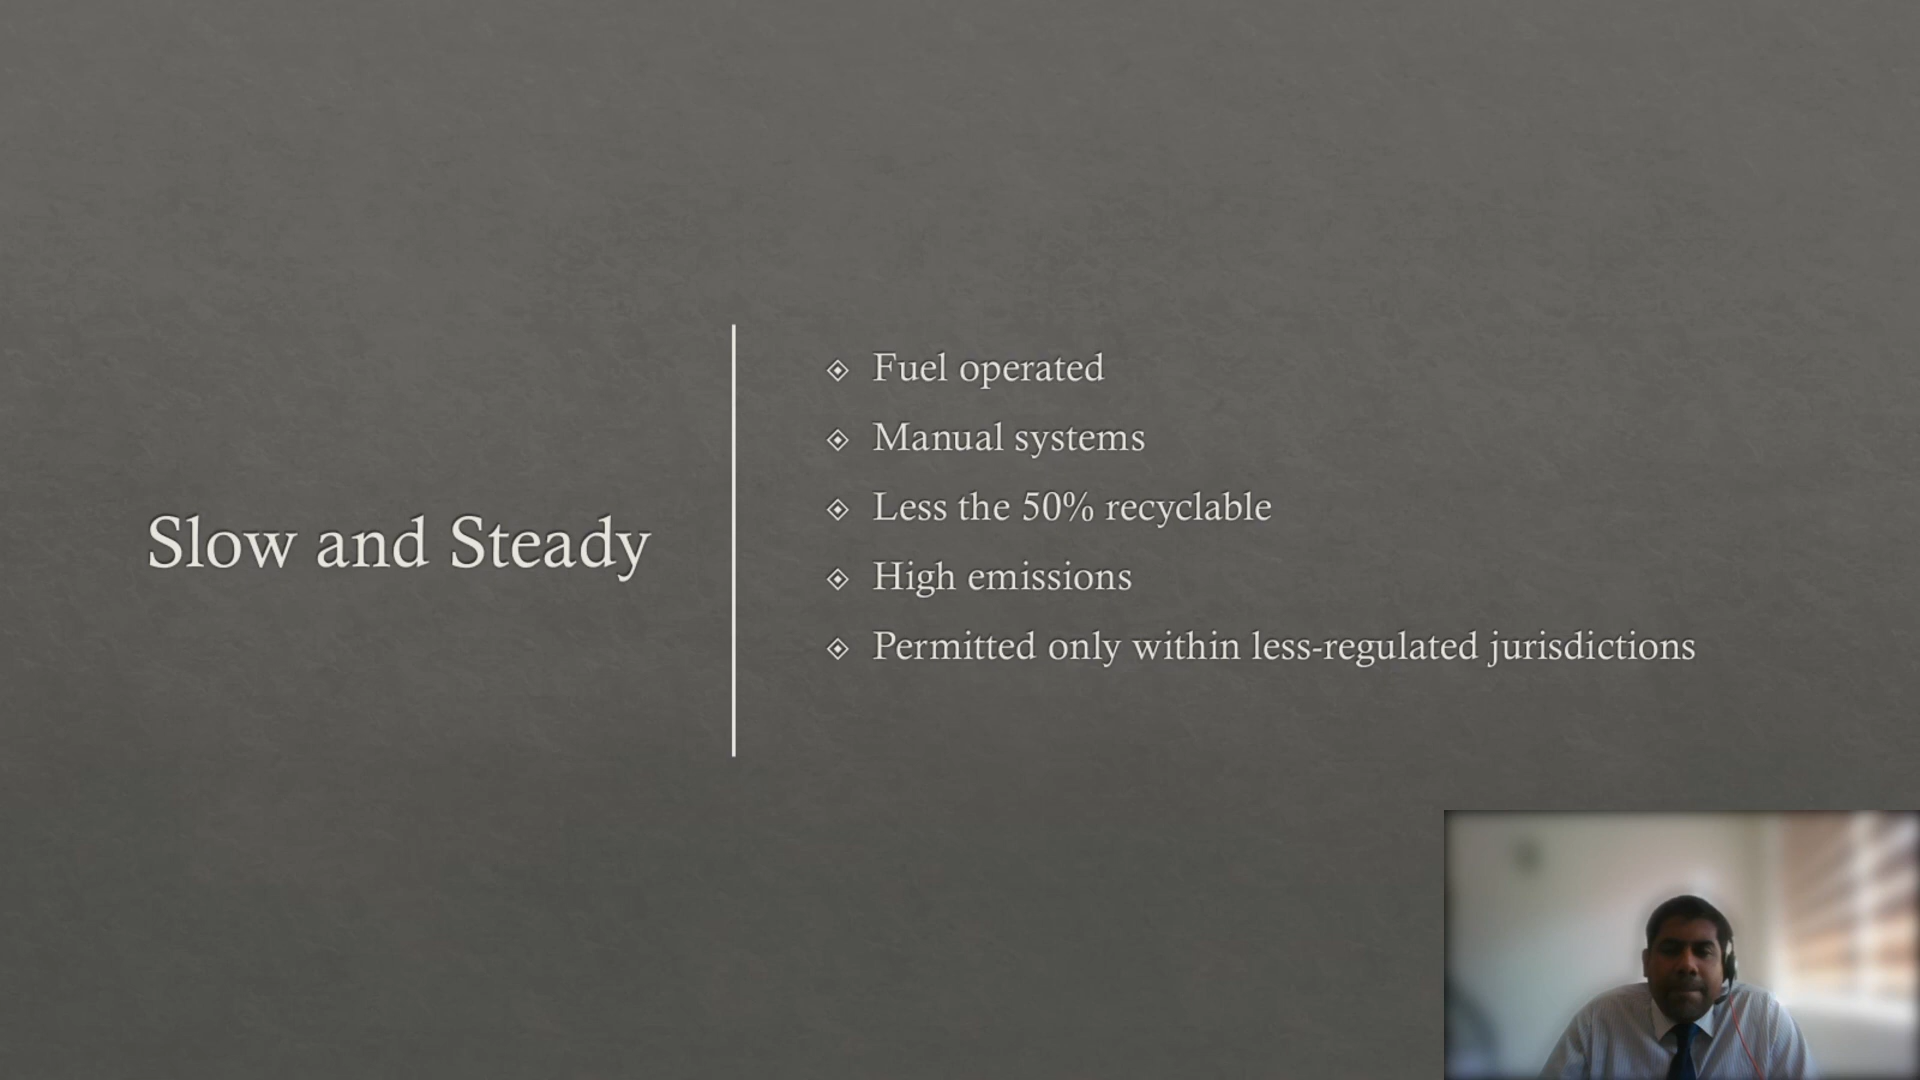 Slow and Steady
Fuel operated
Manual systems
Less the 50% recyclable
High emissions
Permitted only within less-regulated jurisdictions